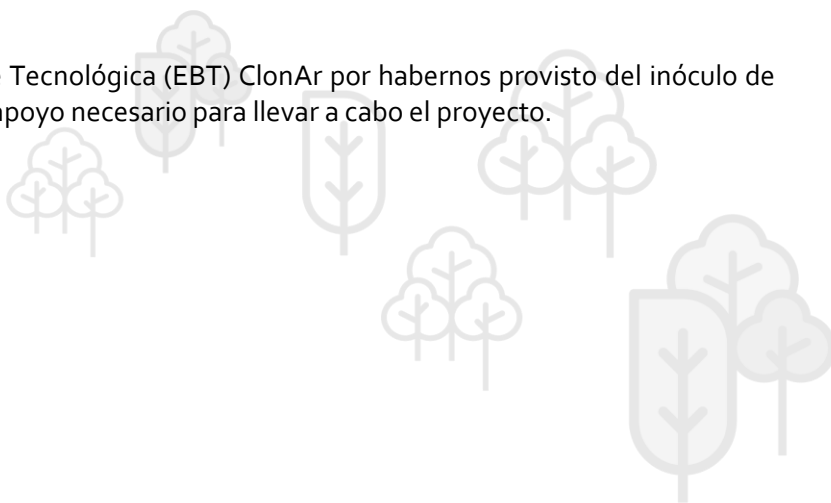 Tecnológica (EBT) ClonAr por habernos provisto del inóculo de
apoyo necesario para llevar a cabo el proyecto.